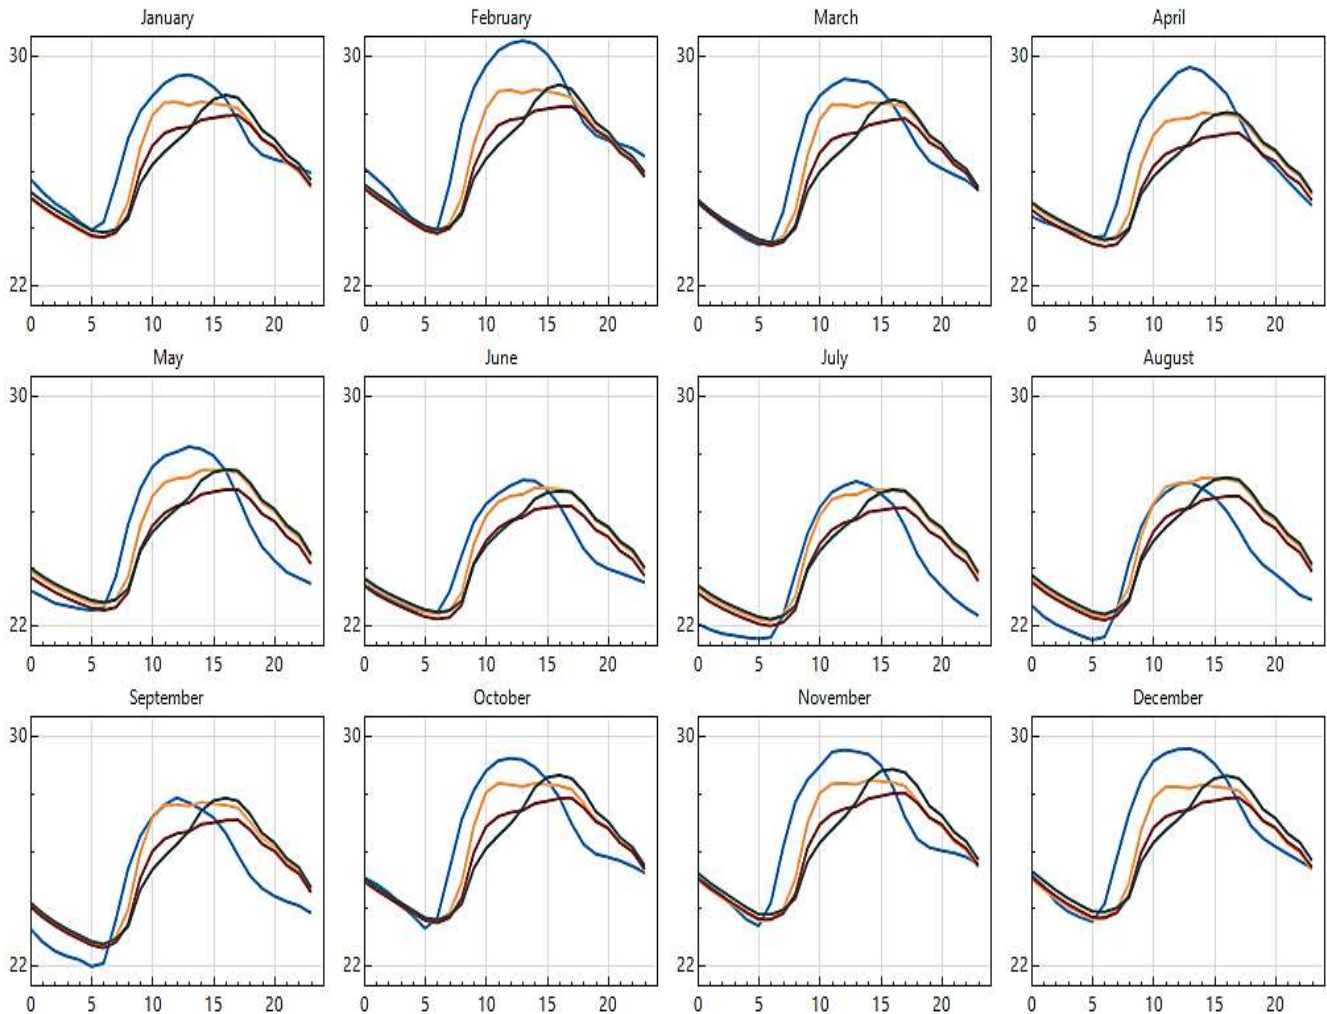 January February March April
30 30 30 30
22 22 22 22
0 5 10 15 20 0 5 10 15 20 0 5 10 15 20 0 5 10 15 20
May June July August
30 30 30 30
22 22 22 22
0 5 10 15 20 0 5 10 15 20 0 5 10 15 20 0 5 10 15 20
September October November December
30 30 30 30
22 22 22 22
0 5 10 15 20 0 5 10 15 20 0 5 10 15 20 0 5 10 15 20